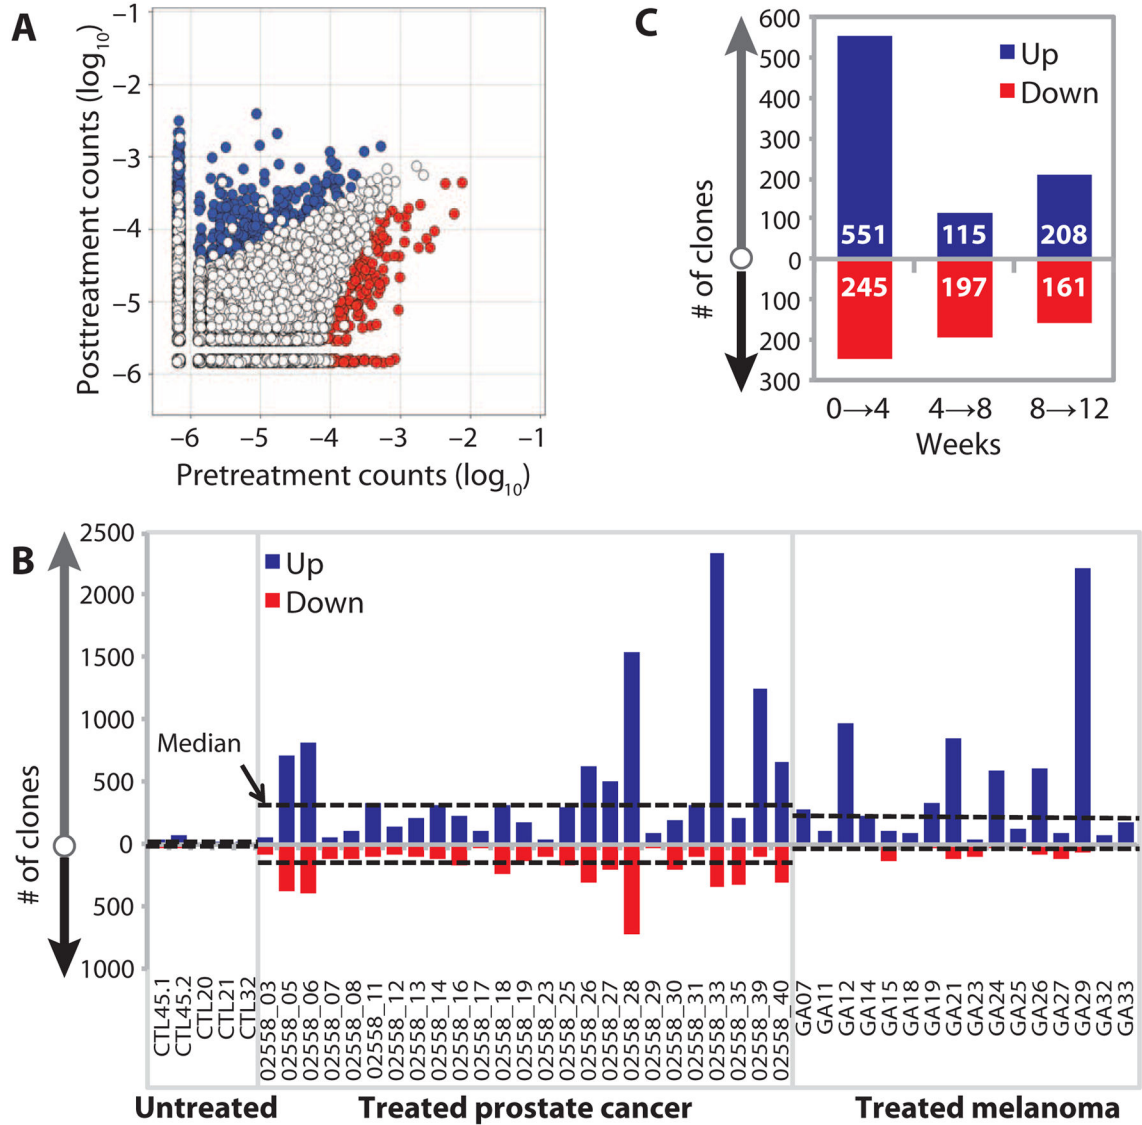 A
Posttreatment counts (log10)
–1
–2
–3
–4
–5
–6
–6 –5 –4 –3 –2 –1
Pretreatment counts (log10)
C
# of clones
600
500
400
300
200
100
0
100
200
300
Up
Down
551 115 208
245 197 161
0→4 4→8 8→12
Weeks
B
# of clones
2500
2000
1500
1000
500
0
500
1000
Up
Down
Median
CTL45.1
CTL45.2
CTL20
CTL21
CTL32
02558_03
02558_05
02558_06
02558_07
02558_08
02558_11
02558_12
02558_13
02558_14
02558_16
02558_17
02558_18
02558_19
02558_23
02558_25
02558_26
02558_27
02558_28
02558_29
02558_30
02558_31
02558_33
02558_35
02558_39
02558_40
GA07
GA11
GA12
GA14
GA15
GA18
GA19
GA21
GA23
GA24
GA25
GA26
GA27
GA29
GA32
GA33
Untreated Treated prostate cancer Treated melanoma